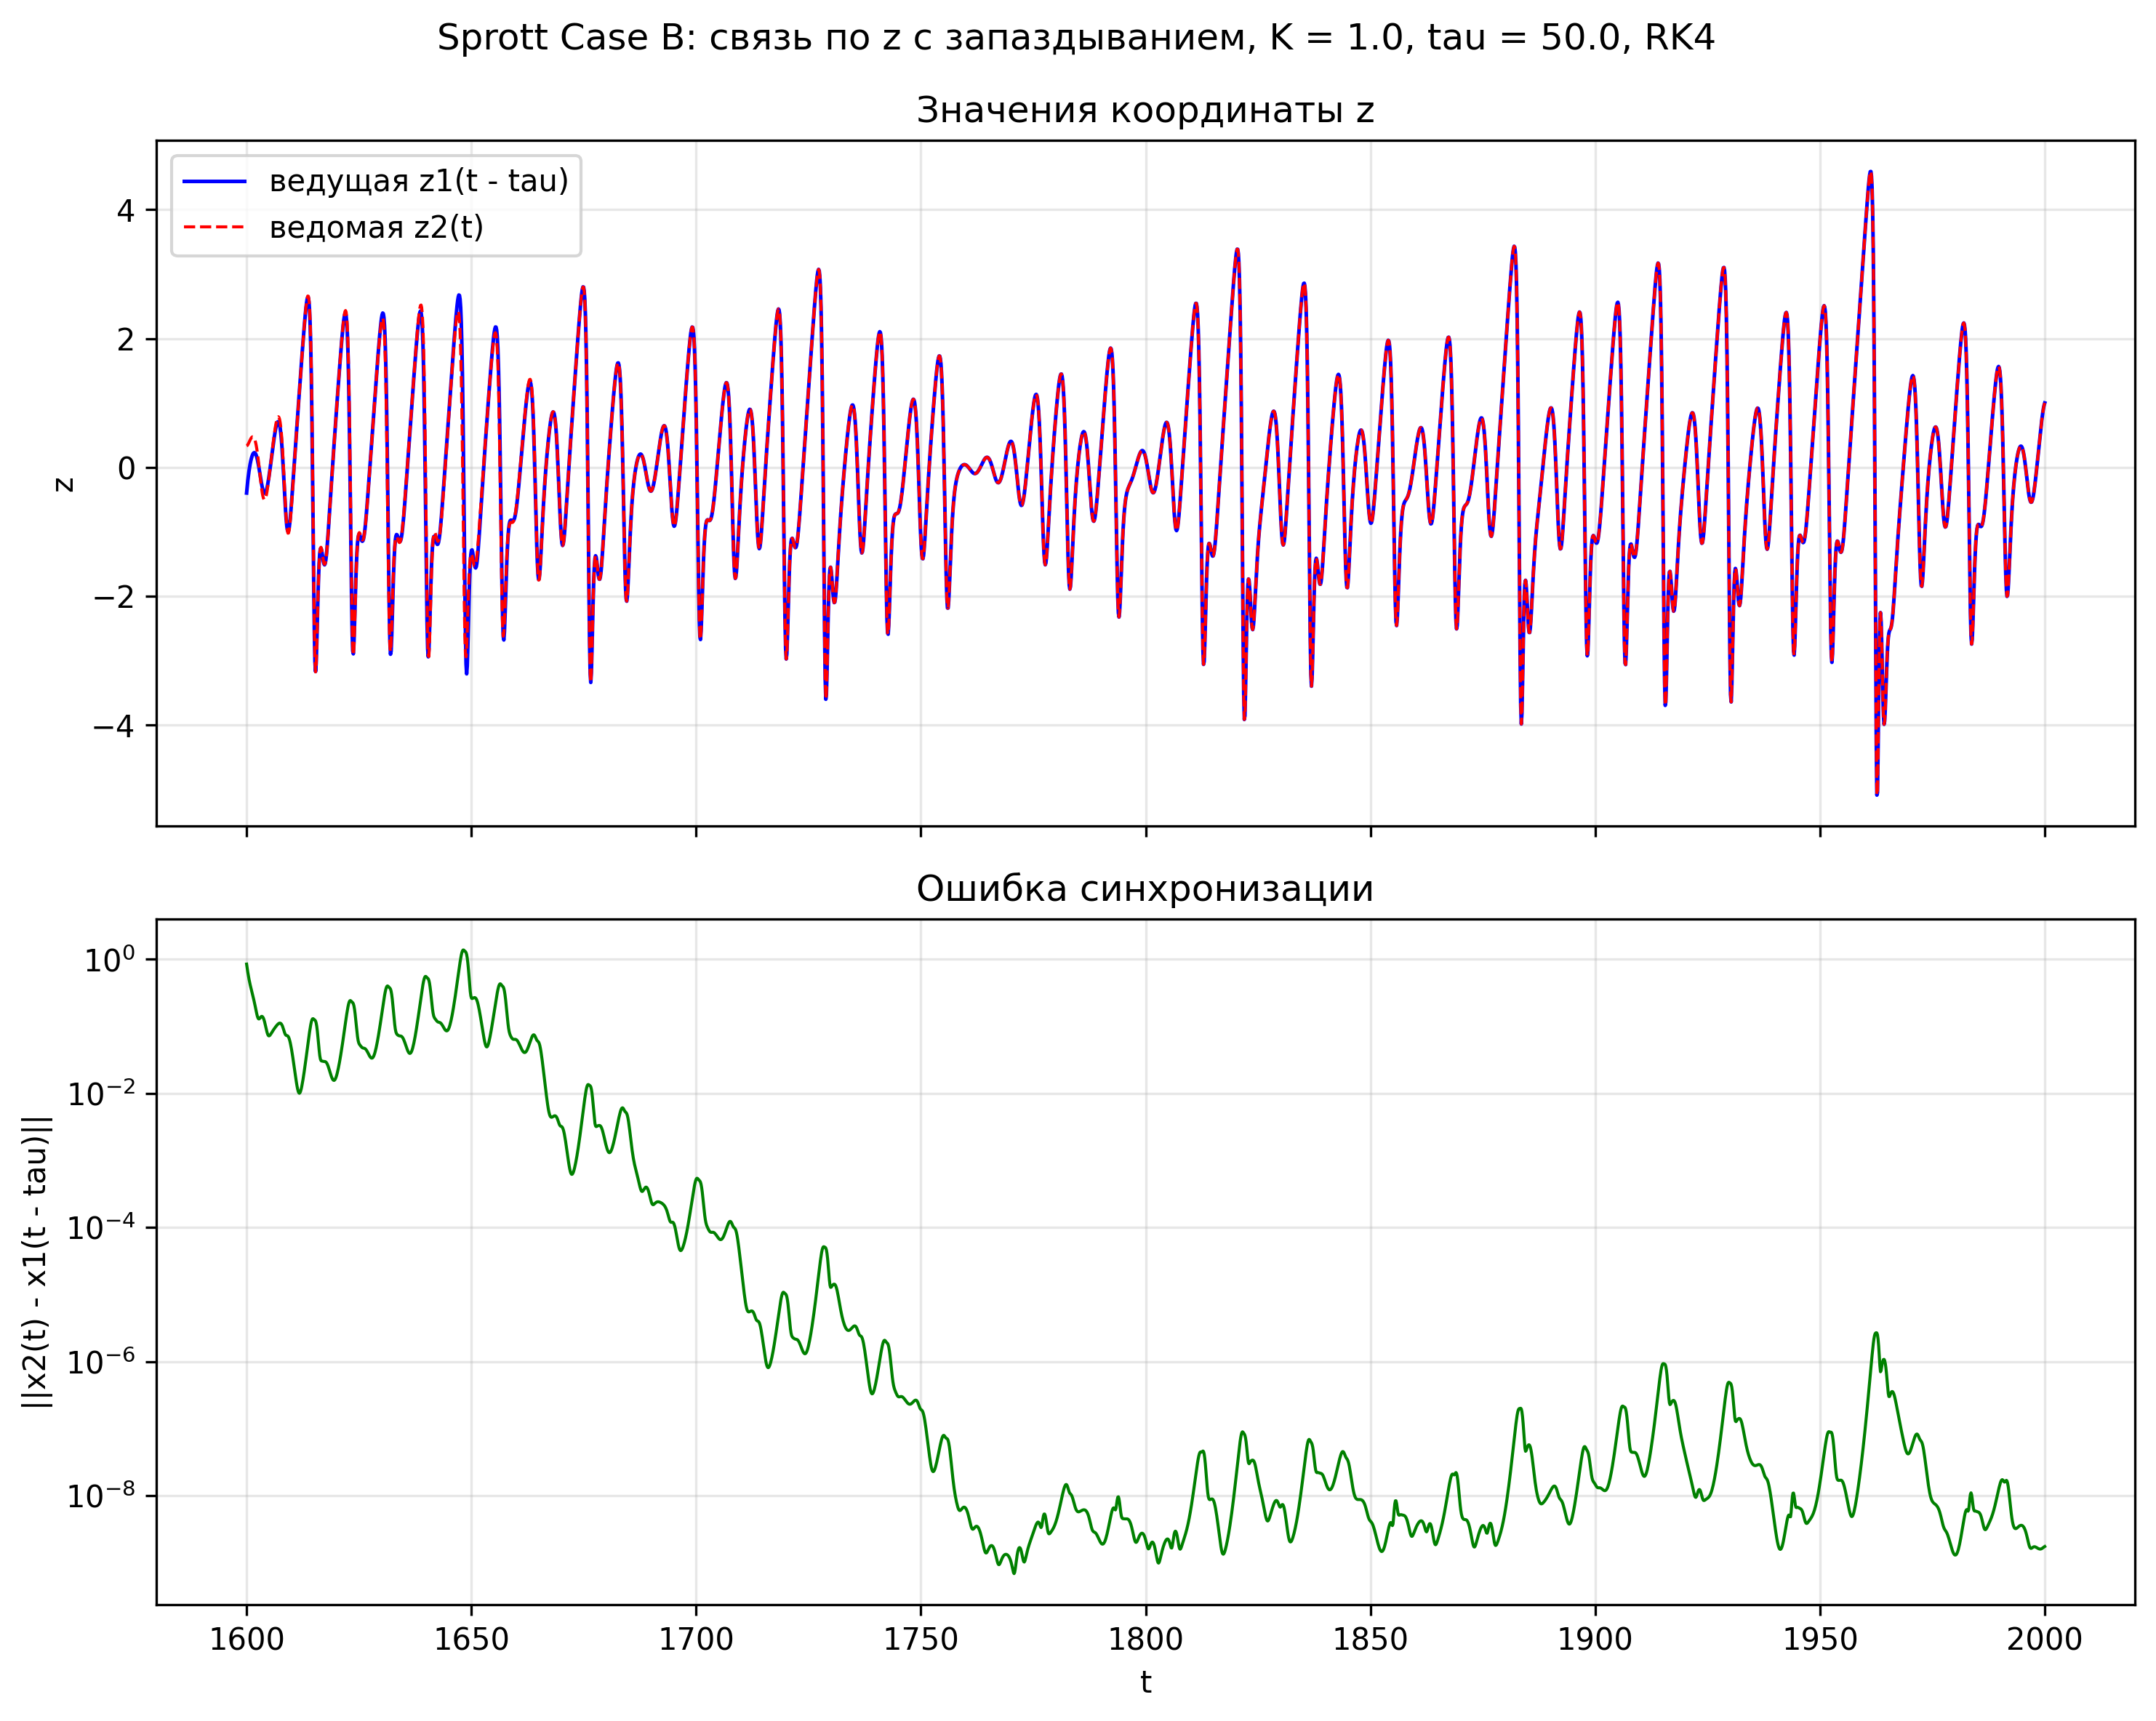 Sprott Case B: связь по z с запаздыванием, K = 1.0, tau = 50.0, RK4
Значения координаты z
ведущая z1(t - tau)
ведомая z2(t)
4
2
0
−2
−4
z
Ошибка синхронизации
10⁰
10⁻²
10⁻⁴
10⁻⁶
10⁻⁸
||x2(t) - x1(t - tau)||
1600 1650 1700 1750 1800 1850 1900 1950 2000
t